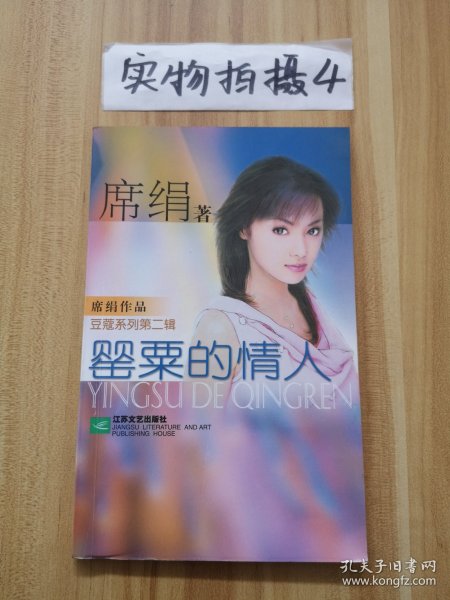 实物拍摄4
席绢著
席绢作品
豆蔻系列第二辑
罂粟的情人
YINGSU DE QINGREN
江苏文艺出版社
JIANGSU LITERATURE AND ART
PUBLISHING HOUSE
孔夫子旧书网
www.kongfz.com